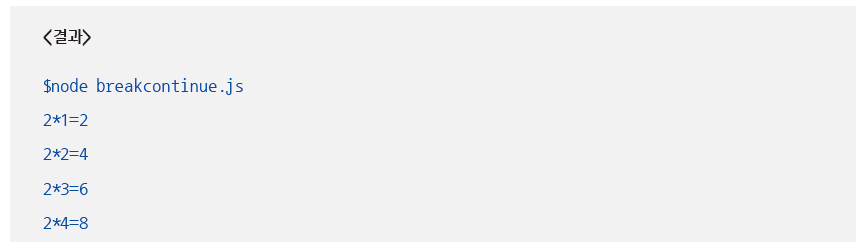 <결과>
$node breakcontinue.js
2*1=2
2*2=4
2*3=6
2*4=8